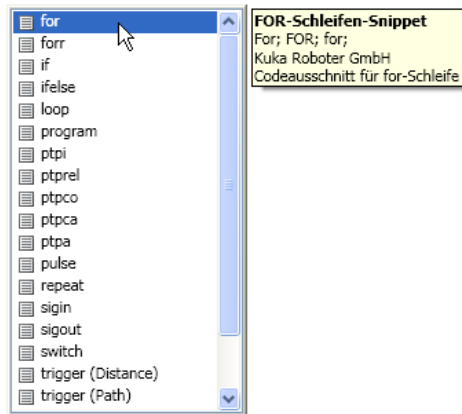 for
forr
if
ifelse
loop
program
ptpi
ptprel
ptpco
ptpca
ptpa
pulse
repeat
sigin
sigout
switch
trigger (Distance)
trigger (Path)
FOR-Schleifen-Snippet
For; FOR; for;
Kuka Roboter GmbH
Codeausschnitt für for-Schleife